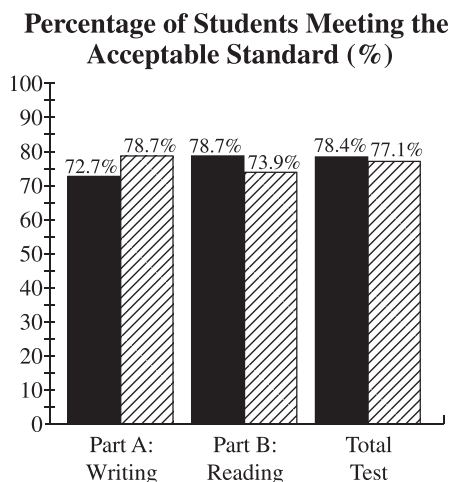 Percentage of Students Meeting the
Acceptable Standard (%)
100
90
80
70
60
50
40
30
20
10
0
72.7% 78.7% 78.7% 73.9% 78.4% 77.1%
Part A: Part B: Total
Writing Reading Test